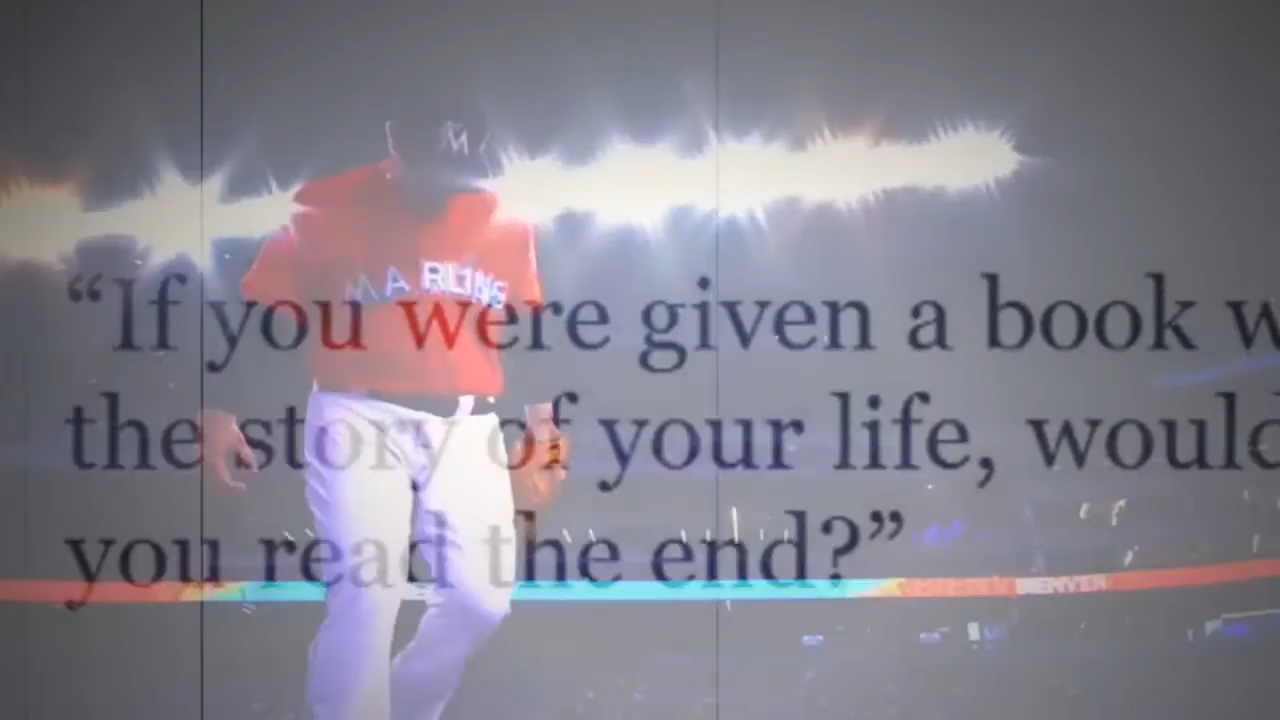 M
MARLINS
“If you were given a book w
the story of your life, would
you read the end?”